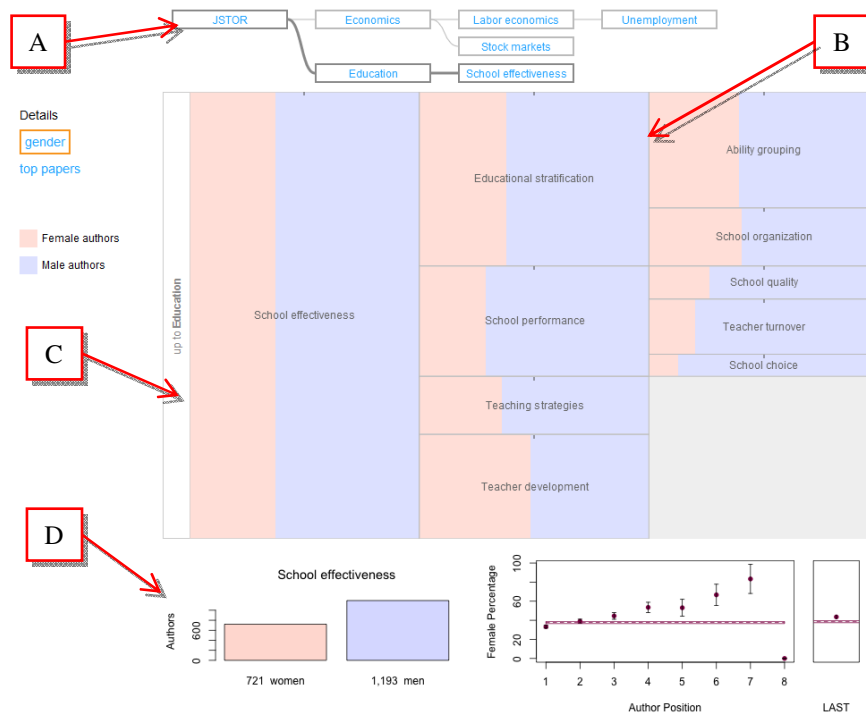 A
JSTOR
Economics
Labor economics
Unemployment
B
Stock markets
Education
School effectiveness
Details
gender
top papers
Female authors
Male authors
up to Education
School effectiveness
Educational stratification
School performance
Teaching strategies
Teacher development
Ability grouping
School organization
School quality
Teacher turnover
School choice
C
D
School effectiveness
Authors
0 600
721 women
1,193 men
Female Percentage
100
60
40
20
0
1 2 3 4 5 6 7 8
Author Position
LAST